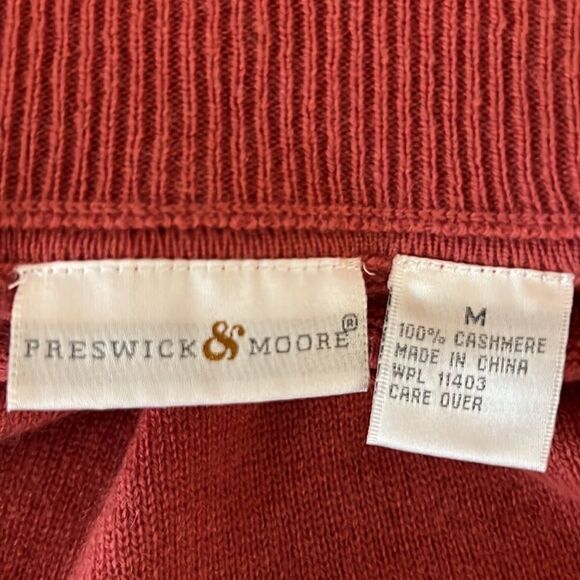 PRESWICK & MOORE®
M
100% CASHMERE
MADE IN CHINA
WPL 11403
CARE OVER